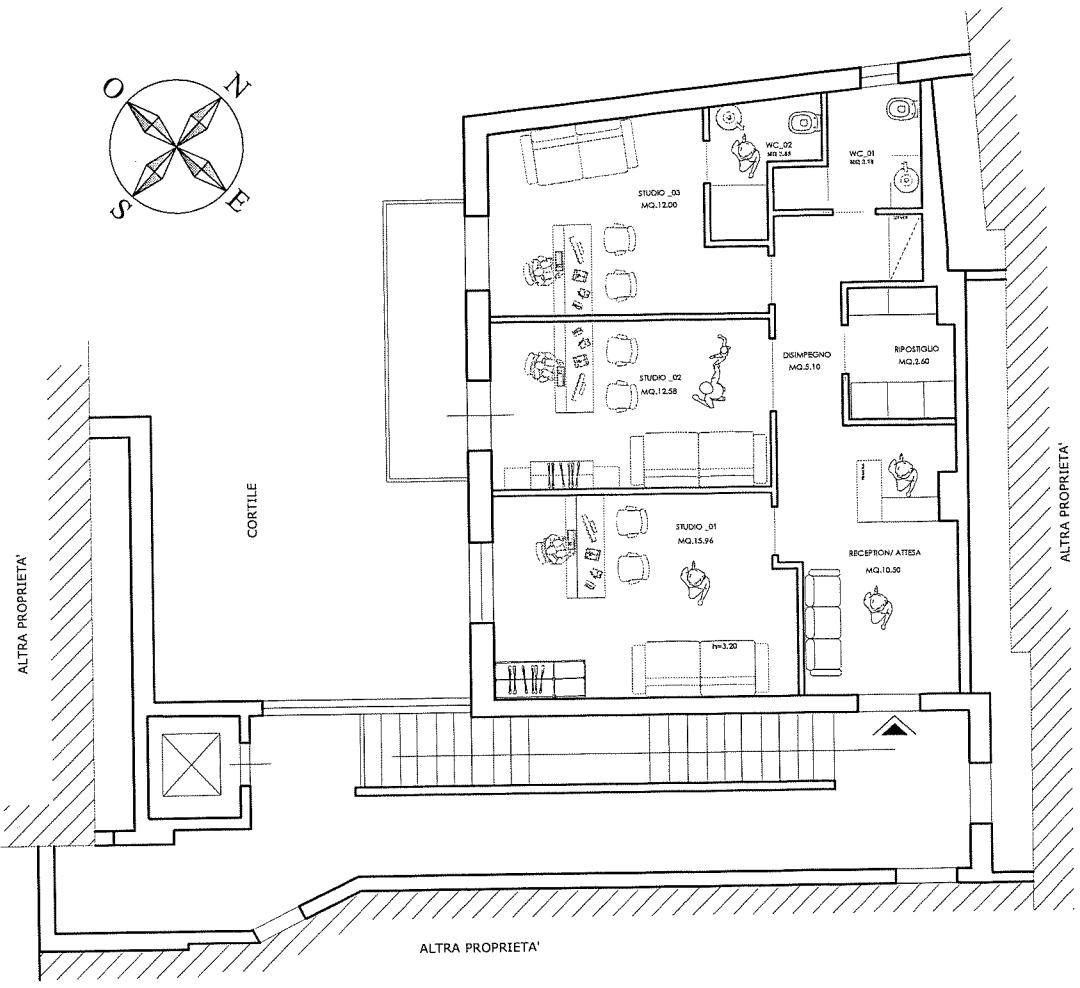 O
N
S
E
WC_02
WC_01
STUDIO _03
MQ.12.00
STUDIO _02
MQ.12.58
DISIMPEGNO
MQ.5.10
RIPOSTIGLIO
MQ.2.60
CORTILE
STUDIO _01
MQ.15.96
RECEPTION/ ATTESA
MQ.10.50
h=3.20
ALTRA PROPRIETA'
ALTRA PROPRIETA'
ALTRA PROPRIETA'